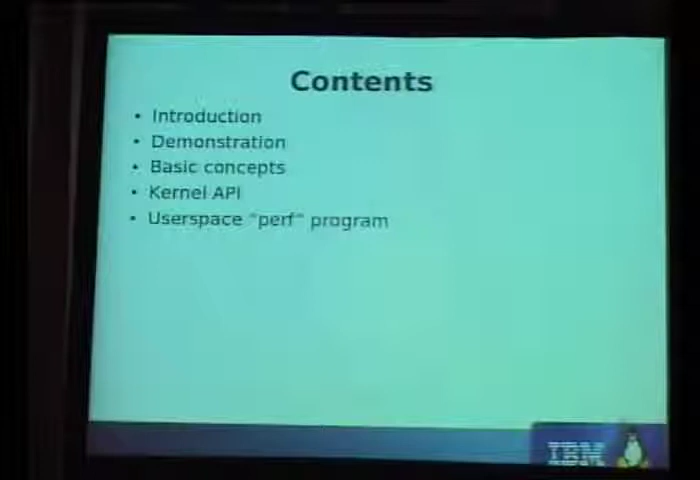 Contents
• Introduction
• Demonstration
• Basic concepts
• Kernel API
• Userspace "perf" program
IBM